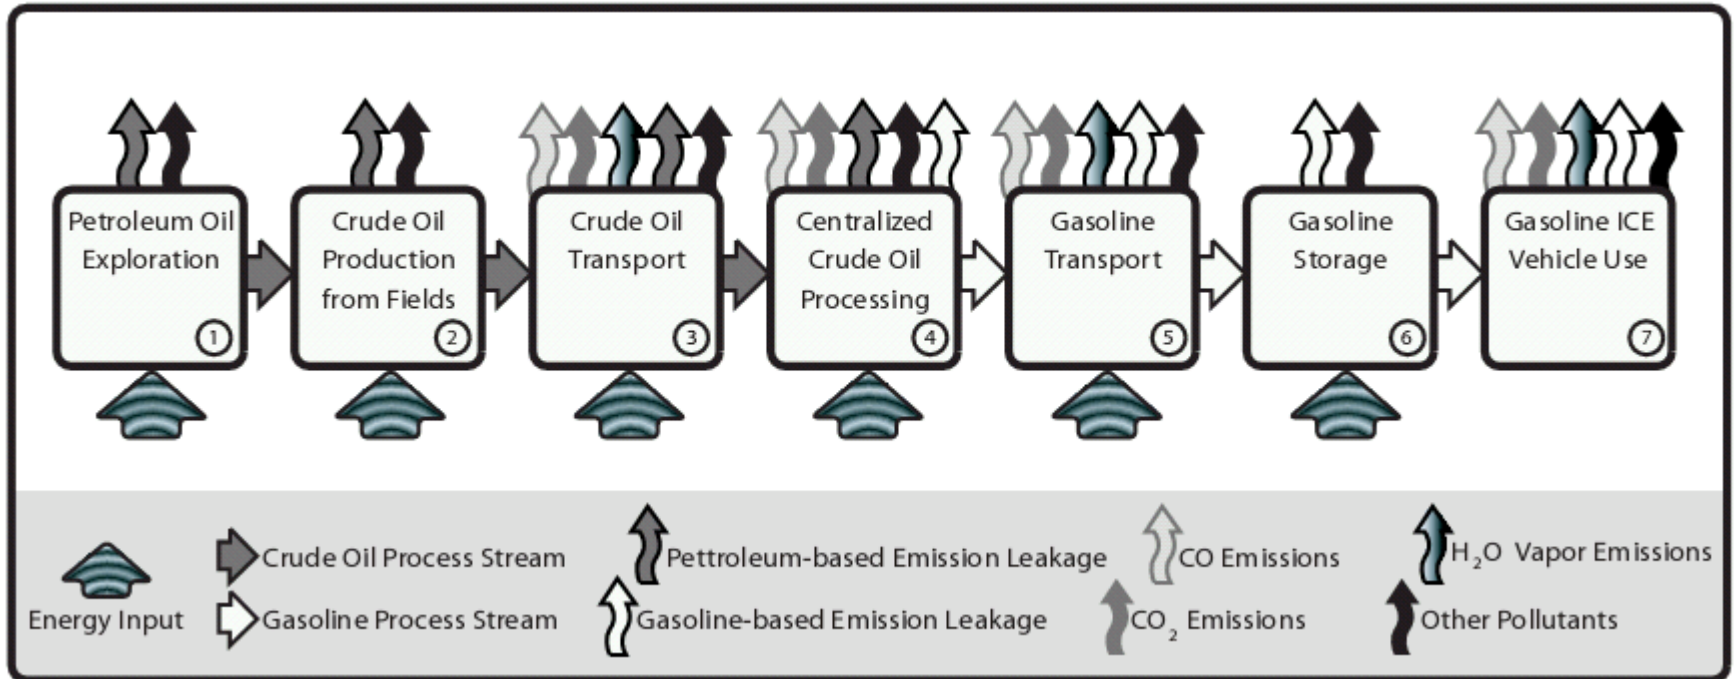 Petroleum Oil
Exploration
1
Crude Oil
Production
from Fields
2
Crude Oil
Transport
3
Centralized
Crude Oil
Processing
4
Gasoline
Transport
5
Gasoline
Storage
6
Gasoline ICE
Vehicle Use
7
Energy Input
Crude Oil Process Stream
Gasoline Process Stream
Pettroleum-based Emission Leakage
Gasoline-based Emission Leakage
CO Emissions
CO₂ Emissions
H₂O Vapor Emissions
Other Pollutants